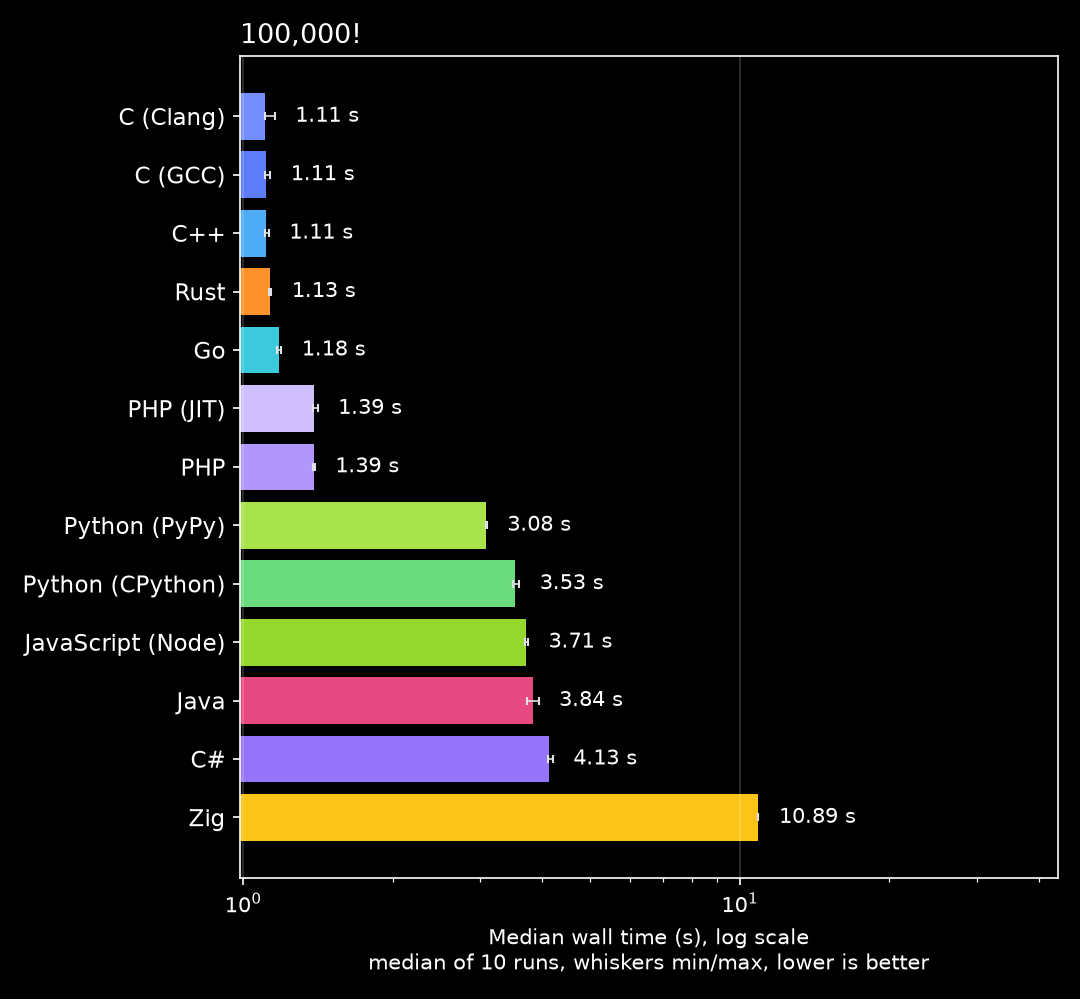 100,000!
C (Clang) 1.11 s
C (GCC) 1.11 s
C++ 1.11 s
Rust 1.13 s
Go 1.18 s
PHP (JIT) 1.39 s
PHP 1.39 s
Python (PyPy) 3.08 s
Python (CPython) 3.53 s
JavaScript (Node) 3.71 s
Java 3.84 s
C# 4.13 s
Zig 10.89 s
10⁰ 10¹
Median wall time (s), log scale
median of 10 runs, whiskers min/max, lower is better